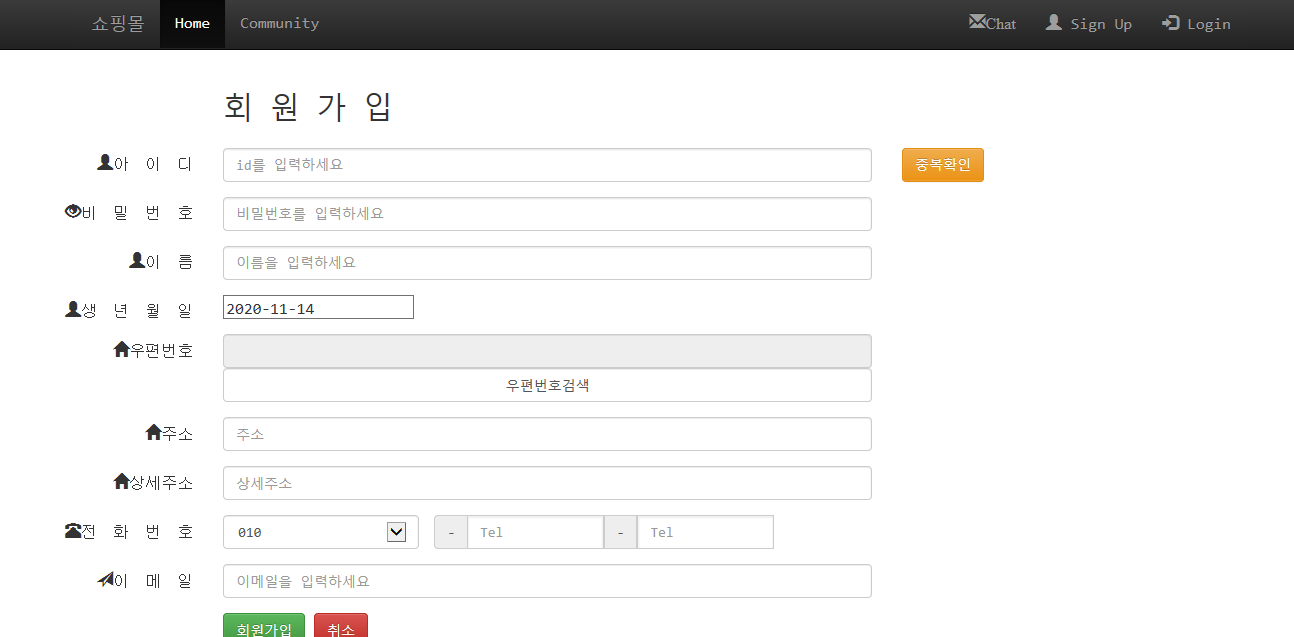 쇼핑몰 Home Community Chat Sign Up Login
회 원 가 입
아 이 디 id를 입력하세요 중복확인
비 밀 번 호 비밀번호를 입력하세요
이 름 이름을 입력하세요
생 년 월 일 2020-11-14
우편번호
우편번호검색
주소 주소
상세주소 상세주소
전 화 번 호 010 - Tel - Tel
이 메 일 이메일을 입력하세요
회원가입 취소